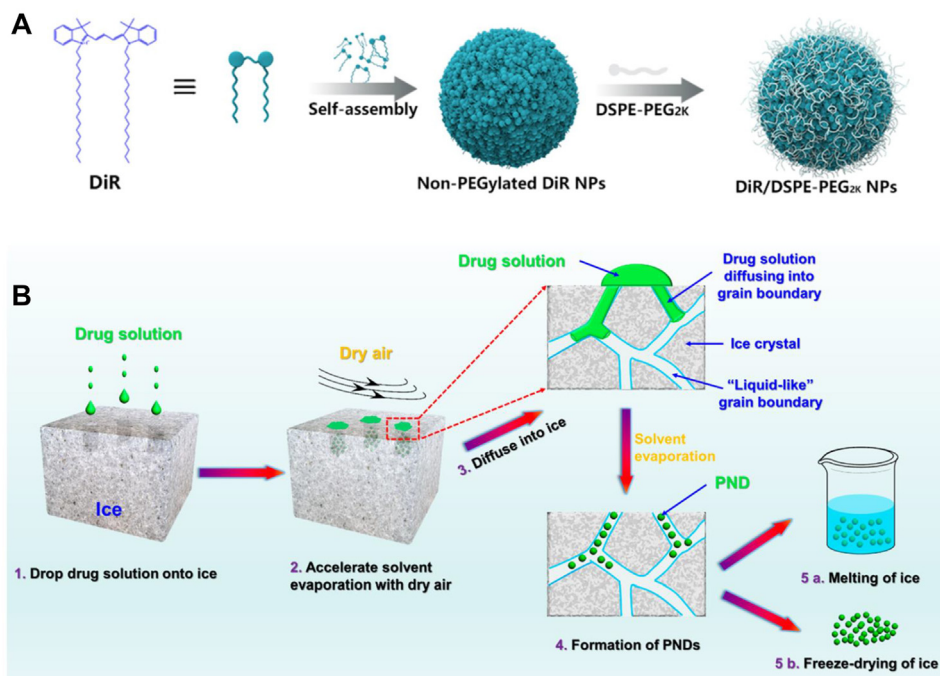 A
DiR
≡
Self-assembly
Non-PEGylated DiR NPs
DSPE-PEG2K
DiR/DSPE-PEG2K NPs
B
Drug solution
Ice
1. Drop drug solution onto ice
Dry air
2. Accelerate solvent
evaporation with dry air
3. Diffuse into ice
Drug solution
Drug solution
diffusing into
grain boundary
Ice crystal
“Liquid-like”
grain boundary
Solvent
evaporation
PND
4. Formation of PNDs
5 a. Melting of ice
5 b. Freeze-drying of ice